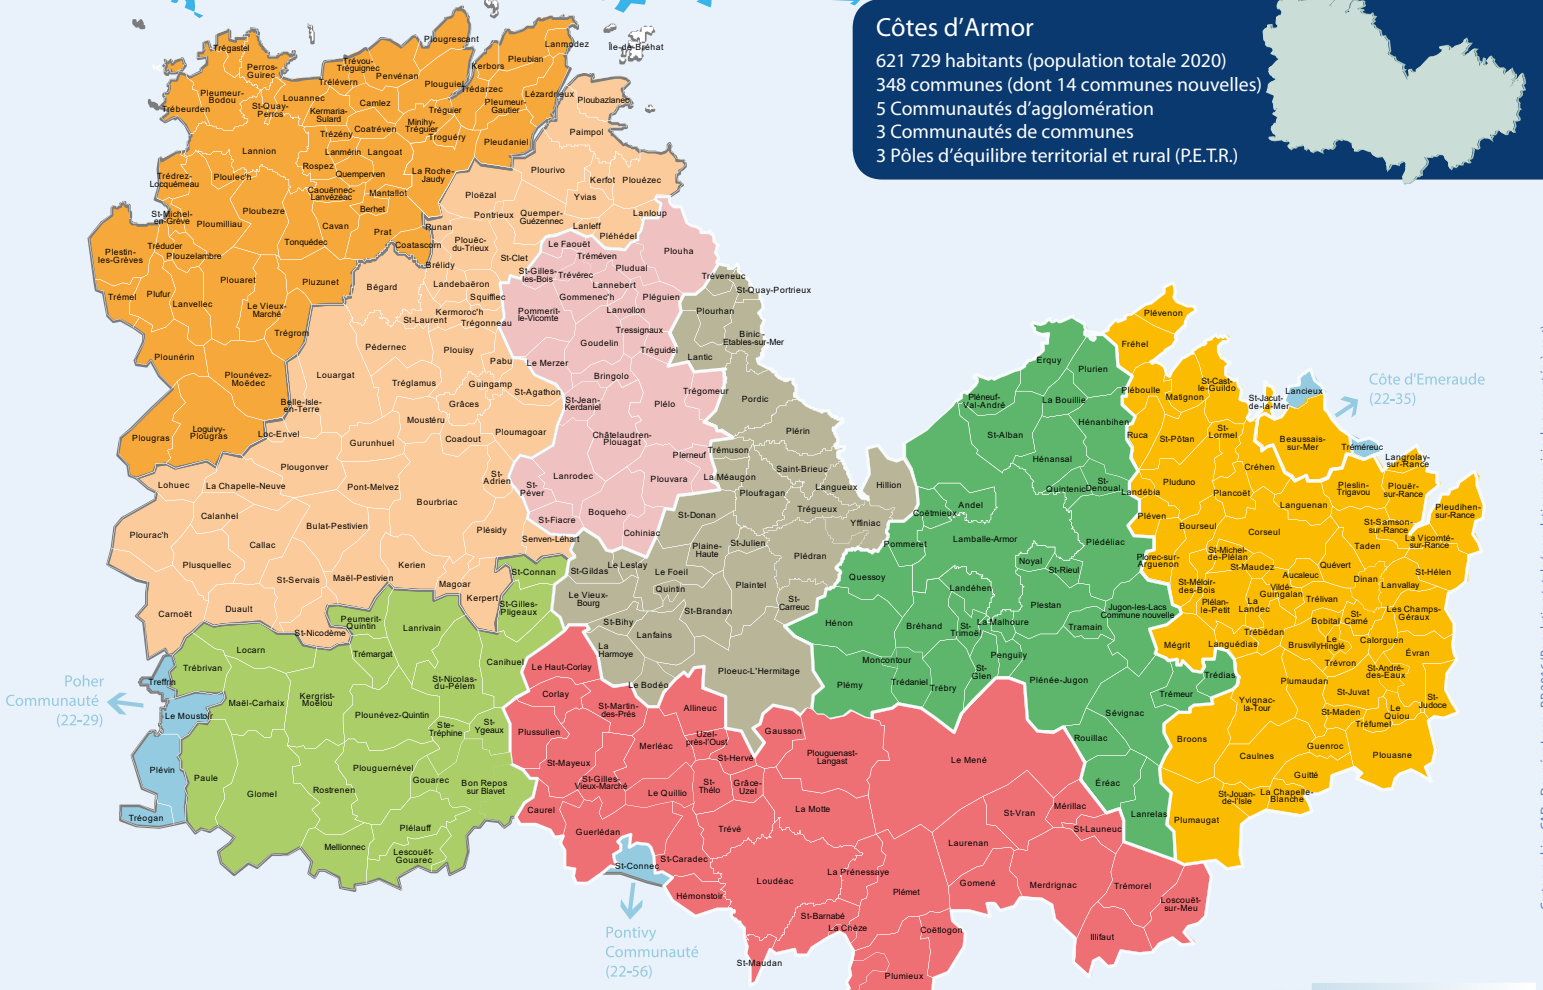 Côtes d'Armor
621 729 habitants (population totale 2020)
348 communes (dont 14 communes nouvelles)
5 Communautés d'agglomération
3 Communautés de communes
3 Pôles d'équilibre territorial et rural (P.E.T.R.)
Côte d'Emeraude
(22-35)
Poher
Communauté
(22-29)
Pontivy
Communauté
(22-56)
Trégastel
Perros-
Guirec
Trévou-
Tréguignec
Plougrescant
Penvénan
Kerbors
Pleubian
Lanmodez
Île-de-Bréhat
Pleumeur-
Bodou
Trébeurden
St-Quay-
Perros
Louannec
Trélévern
Kermaria-
Sulard
Camlez
Plouguiel
Trédarzec
Pleumeur-
Gautier
Lézardrieux
Ploubazlanec
Trézény
Coatréven
Minihy-
Tréguier
Tréguier
Troguéry
Pleudaniel
Paimpol
Lannion
Lanmérin
Langoat
Rospez
Quemperven
La Roche-
Jaudy
Trédrez-
Locquémeau
Ploulec'h
Caouënnec-
Lanvézéac
Mantallot
Berhet
Ploëzal
Plourivo
Kerfot
Plouézec
Yvias
St-Michel-
en-Grève
Ploumilliau
Ploubezre
Cavan
Prat
Coatascorn
Runan
Pontrieux
Quemper-
Guézennec
Lanleff
Lanloup
Pléhédel
Plestin-
les-Grèves
Tréduder
Plouzelambre
Tonquédec
Plouëc-
du-Trieux
Brélidy
St-Clet
Le Faouët
Tréméven
Plouha
Trémel
Plufur
Lanvellec
Plouaret
Le Vieux-
Marché
Pluzunet
Trégrom
Bégard
Landebaëron
Squiffiec
Kermoroc'h
St-Laurent
Trégonneau
St-Gilles-
les-Bois
Trévérec
Pludual
Lannebert
Gommenec'h
Pléguien
Lanvollon
Pommerit-
le-Vicomte
Tressignaux
Goudelin
Tréguidel
Tréveneuc
St-Quay-Portrieux
Plourhan
Binic -
Etables-sur-Mer
Lantic
Plounérin
Plounévez-
Moëdec
Pédernec
Plouisy
Pabu
Le Merzer
Louargat
Tréglamus
Guingamp
Grâces
St-Agathon
Bringolo
St-Jean-
Kerdaniel
Plélo
Trégomeur
Pordic
Belle-Isle-
en-Terre
Loc-Envel
Moustéru
Coadout
Ploumagoar
Châtelaudren-
Plouagat
Plerneuf
Trémuson
Plérin
Plougras
Loguivy-
Plougras
Gurunhuel
Plougonver
Lohuec
La Chapelle-Neuve
Pont-Melvez
Bourbriac
St-
Adrien
St-
Péver
Lanrodec
Plouvara
La Méaugon
Saint-Brieuc
Ploufragan
Langueux
Trégueux
Yffiniac
Hillion
Calanhel
Bulat-Pestivien
Plésidy
St-Fiacre
Senven-Léhart
Boqueho
Cohiniac
St-Donan
Plaine-
Haute
St-Julien
Plédran
Plourac'h
Callac
Plusquellec
St-Servais
Maël-Pestivien
Kerien
Magoar
Kerpert
St-Connan
St-Gildas
Le Leslay
Le Foeil
Quintin
Plaintel
St-
Carreuc
Carnoët
Duault
St-Nicodème
Peumerit-
Quintin
Lanrivain
St-Gilles-
Pligeaux
Le Vieux-
Bourg
St-Bihy
St-Brandan
Lanfains
La
Harmoye
Le Bodéo
Ploeuc-L'Hermitage
Locarn
Trébrivan
Trémargat
Canihuel
Treffrin
Le Moustoir
Plévin
Tréogan
Maël-Carhaix
Kergrist-
Moëlou
St-Nicolas-
du-Pélem
Plounévez-Quintin
Ste-
Tréphine
St-
Ygeaux
Paule
Glomel
Rostrenen
Plouguernével
Gouarec
Bon Repos
sur Blavet
Plélauff
Mellionnec
Lescouët-
Gouarec
Le Haut-Corlay
Corlay
St-Martin-
des-Prés
Allineuc
Plussulien
Merléac
Uzel-
près-l'Oust
St-Hervé
Gausson
Plouguenast-
Langast
St-Mayeux
St-Gilles-
Vieux-Marché
Le Quillio
St-
Thélo
Grâce-
Uzel
Caurel
Guerlédan
Trévé
La Motte
St-Connec
St-Caradec
Hémonstoir
Loudéac
La Prénessaye
Plémet
St-Barnabé
La Chèze
Coëtlogon
Plumieux
St-Maudan
Le Mené
St-Vran
Mérillac
St-Launeuc
Laurenan
Gomené
Merdrignac
Trémorel
Loscouët-
sur-Meu
Illifaut
Erquy
Plurien
Pléneuf-
Val-André
La Bouillie
Hénanbihen
St-Alban
Hénansal
Quintenic
St-
Denoual
Coëtmieux
Andel
Pommeret
Lamballe-Armor
Plédéliac
Noyal
St-Rieul
Quessoy
Landéhen
Plestan
Jugon-les-Lacs
Commune nouvelle
Hénon
Bréhand
St-
Trimoël
La Malhoure
Tramain
Penguily
Moncontour
St-
Glen
Plémy
Trédaniel
Trébry
Plénée-Jugon
Sévignac
Trémeur
Trédias
Rouillac
Éréac
Lanrelas
Plévenon
Fréhel
Pléboulle
Matignon
St-Cast-
le-Guildo
St-Jacut-
de-la-Mer
Lancieux
Ruca
St-Pôtan
St-
Lormel
Beaussais-
sur-Mer
Tréméreuc
Créhen
Langrolay-
sur-Rance
Landébia
Pluduno
Plancoët
Languenan
Pleslin-
Trigavou
Plouër-
sur-Rance
Pleudihen-
sur-Rance
Pléven
Bourseul
Corseul
St-Samson-
sur-Rance
La Vicomté-
sur-Rance
Taden
Plorec-sur-
Arguenon
St-Michel-
de-Plélan
St-Maudez
Quévert
Dinan
St-Hélen
Lanvallay
St-Méloir-
des-Bois
Aucaleuc
Vildé-
Guingalan
Trélivan
Plélan-
le-Petit
La
Landec
Bobital
St-
Carné
Les Champs-
Géraux
Mégrit
Languédias
Trébédan
Brusvily
Le
Hinglé
Calorguen
Évran
Trévron
St-André-
des-Eaux
Plumaudan
Yvignac-
la-Tour
St-Juvat
St-
Judoce
St-Maden
Le
Quiou
Tréfumel
Broons
Caulnes
Guenroc
Plouasne
Guitté
St-Jouan-
de-l'Isle
La Chapelle-
Blanche
Plumaugat